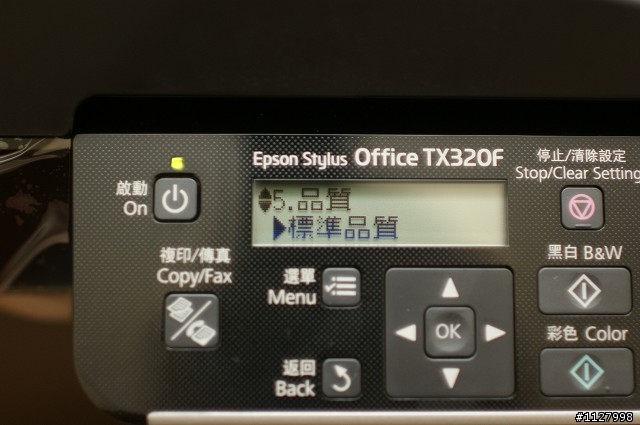 Epson Stylus Office TX320F
停止/清除設定
Stop/Clear Setting
啟動
On
5.品質
標準品質
複印/傳真
Copy/Fax
選單
Menu
OK
返回
Back
黑白 B&W
彩色 Color
#1127998